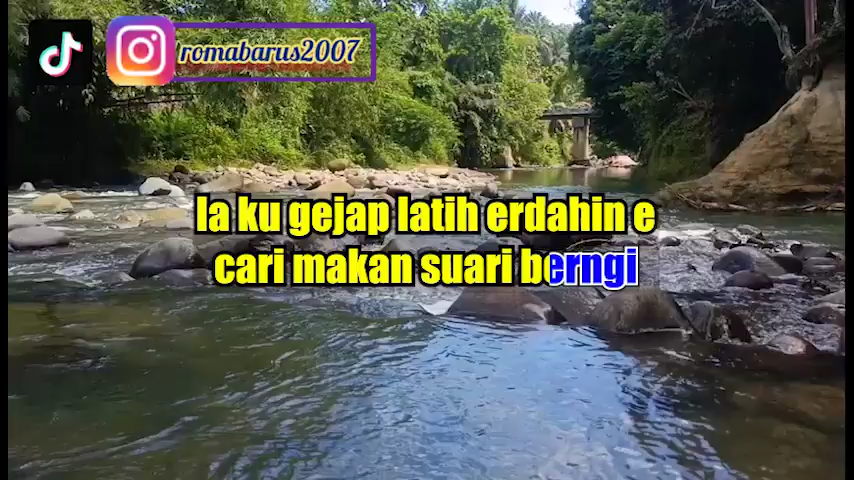 romabarus2007
la ku gejap latih erdahin e
cari makan suari berngi